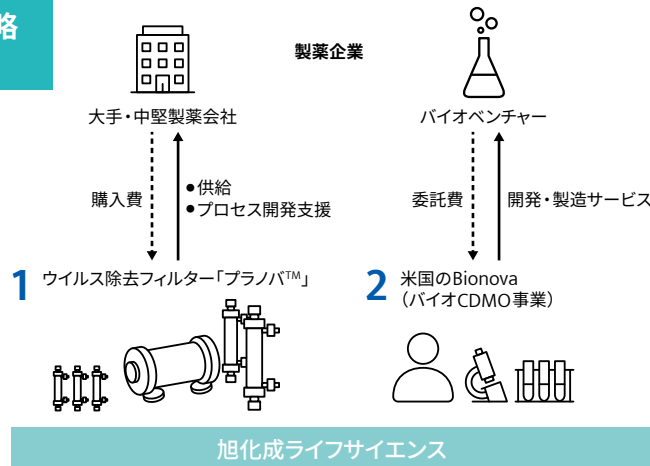 略
製薬企業
大手・中堅製薬会社
バイオベンチャー
購入費
●供給
●プロセス開発支援
委託費
開発・製造サービス
1 ウイルス除去フィルター「プラノバ™」
2 米国のBionova
（バイオCDMO事業）
旭化成ライフサイエンス